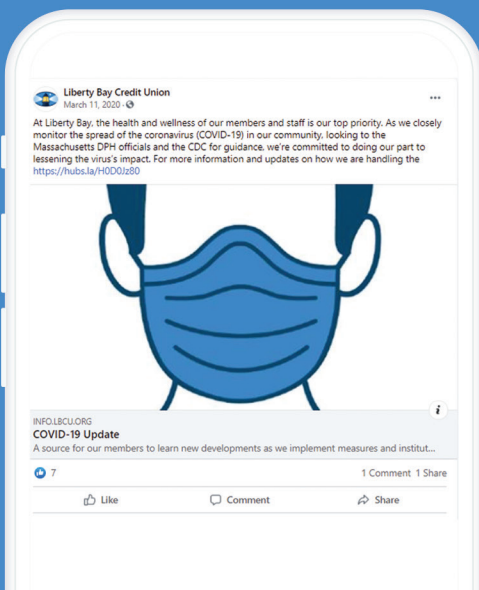 Liberty Bay Credit Union
March 11, 2020 ·
At Liberty Bay, the health and wellness of our members and staff is our top priority. As we closely
monitor the spread of the coronavirus (COVID-19) in our community, looking to the
Massachusetts DPH officials and the CDC for guidance, we're committed to doing our part to
lessening the virus's impact. For more information and updates on how we are handling the
https://hubs.la/H0D0Jz80
INFO.LBCU.ORG
COVID-19 Update
A source for our members to learn new developments as we implement measures and institut...
7
1 Comment 1 Share
Like Comment Share